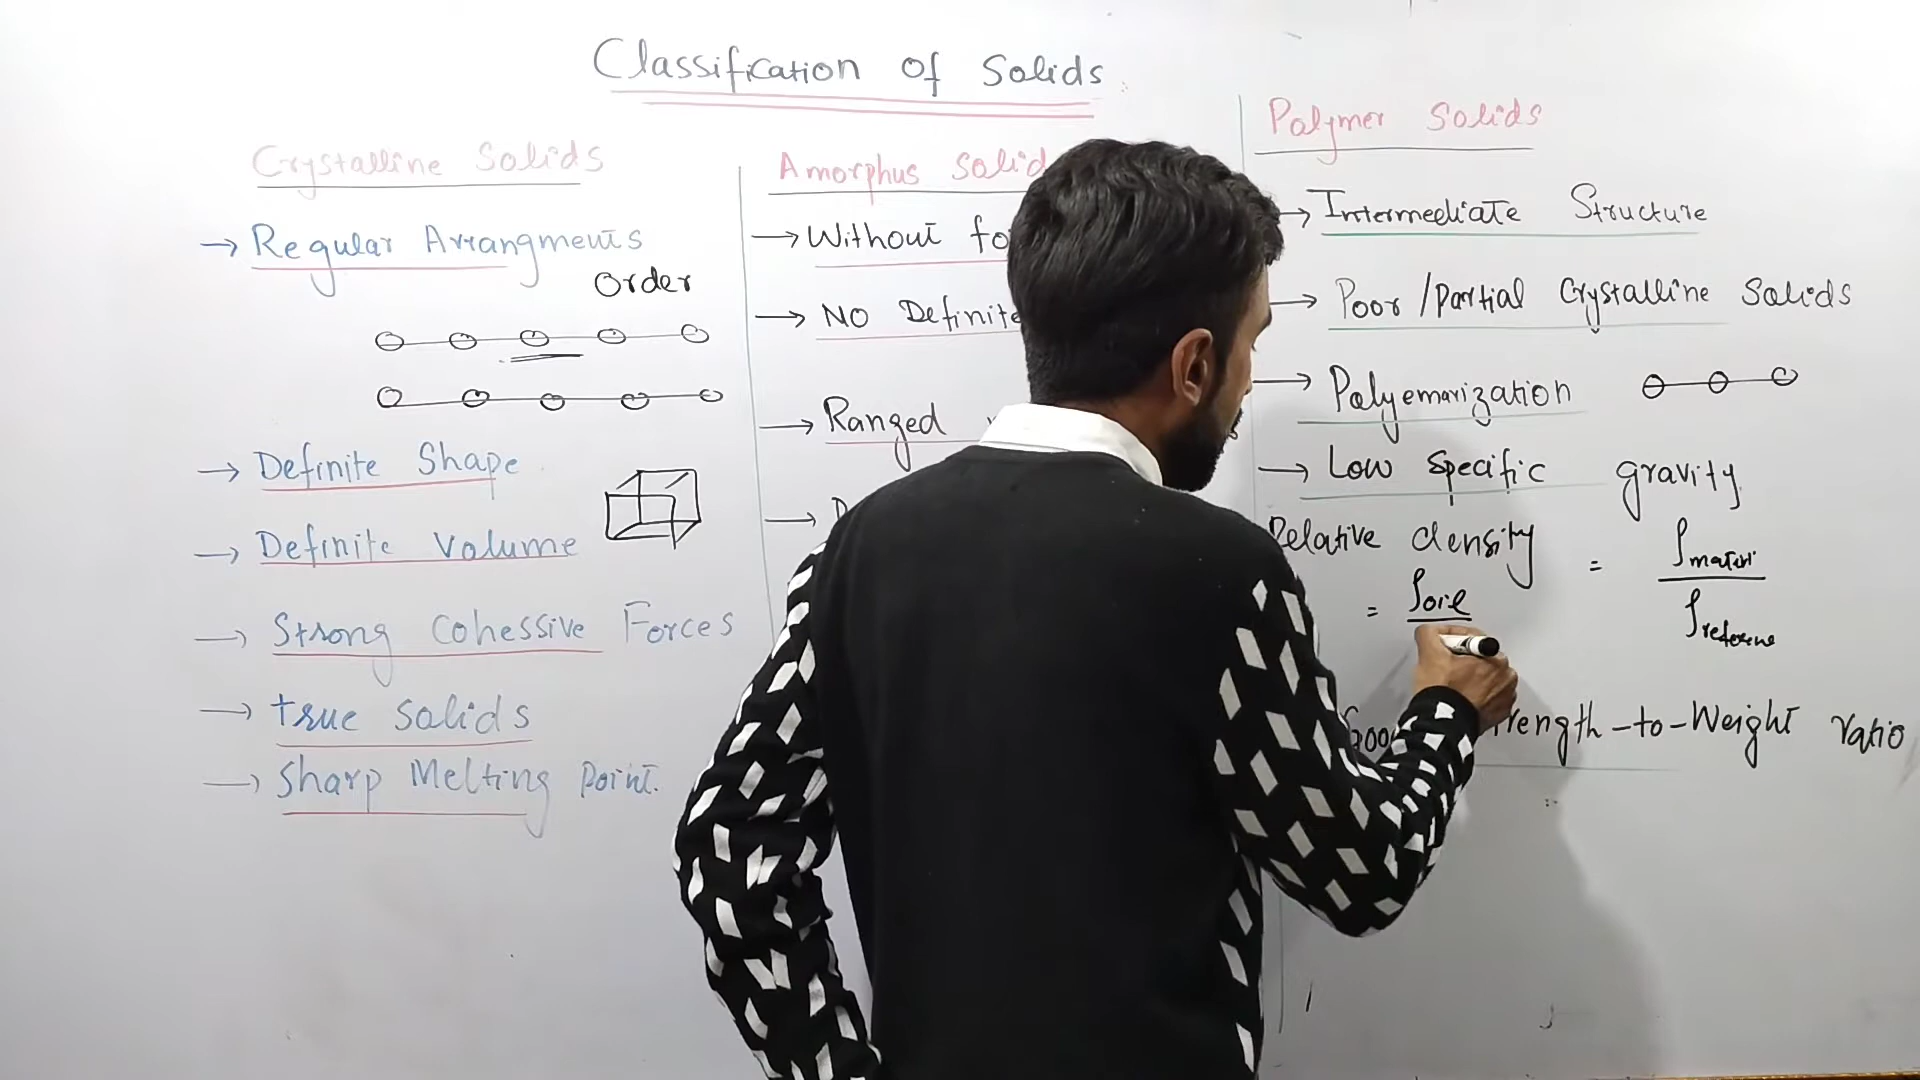 Classification of Solids
Crystalline Solids
→ Regular Arrangments
Order
→ Definite Shape
→ Definite Volume
→ Strong Cohessive Forces
→ true Solids
→ Sharp Melting Point.
Amorphus Solid
→ Without
→ NO Definite
→ Ranged
→
Polymer Solids
→ Intermediate Structure
→ Poor / Partial Crystalline Solids
→ Polyemarization
→ Low Specific gravity
Relative density = ρmateri / ρreference
= ρoil
to-Weight ratio